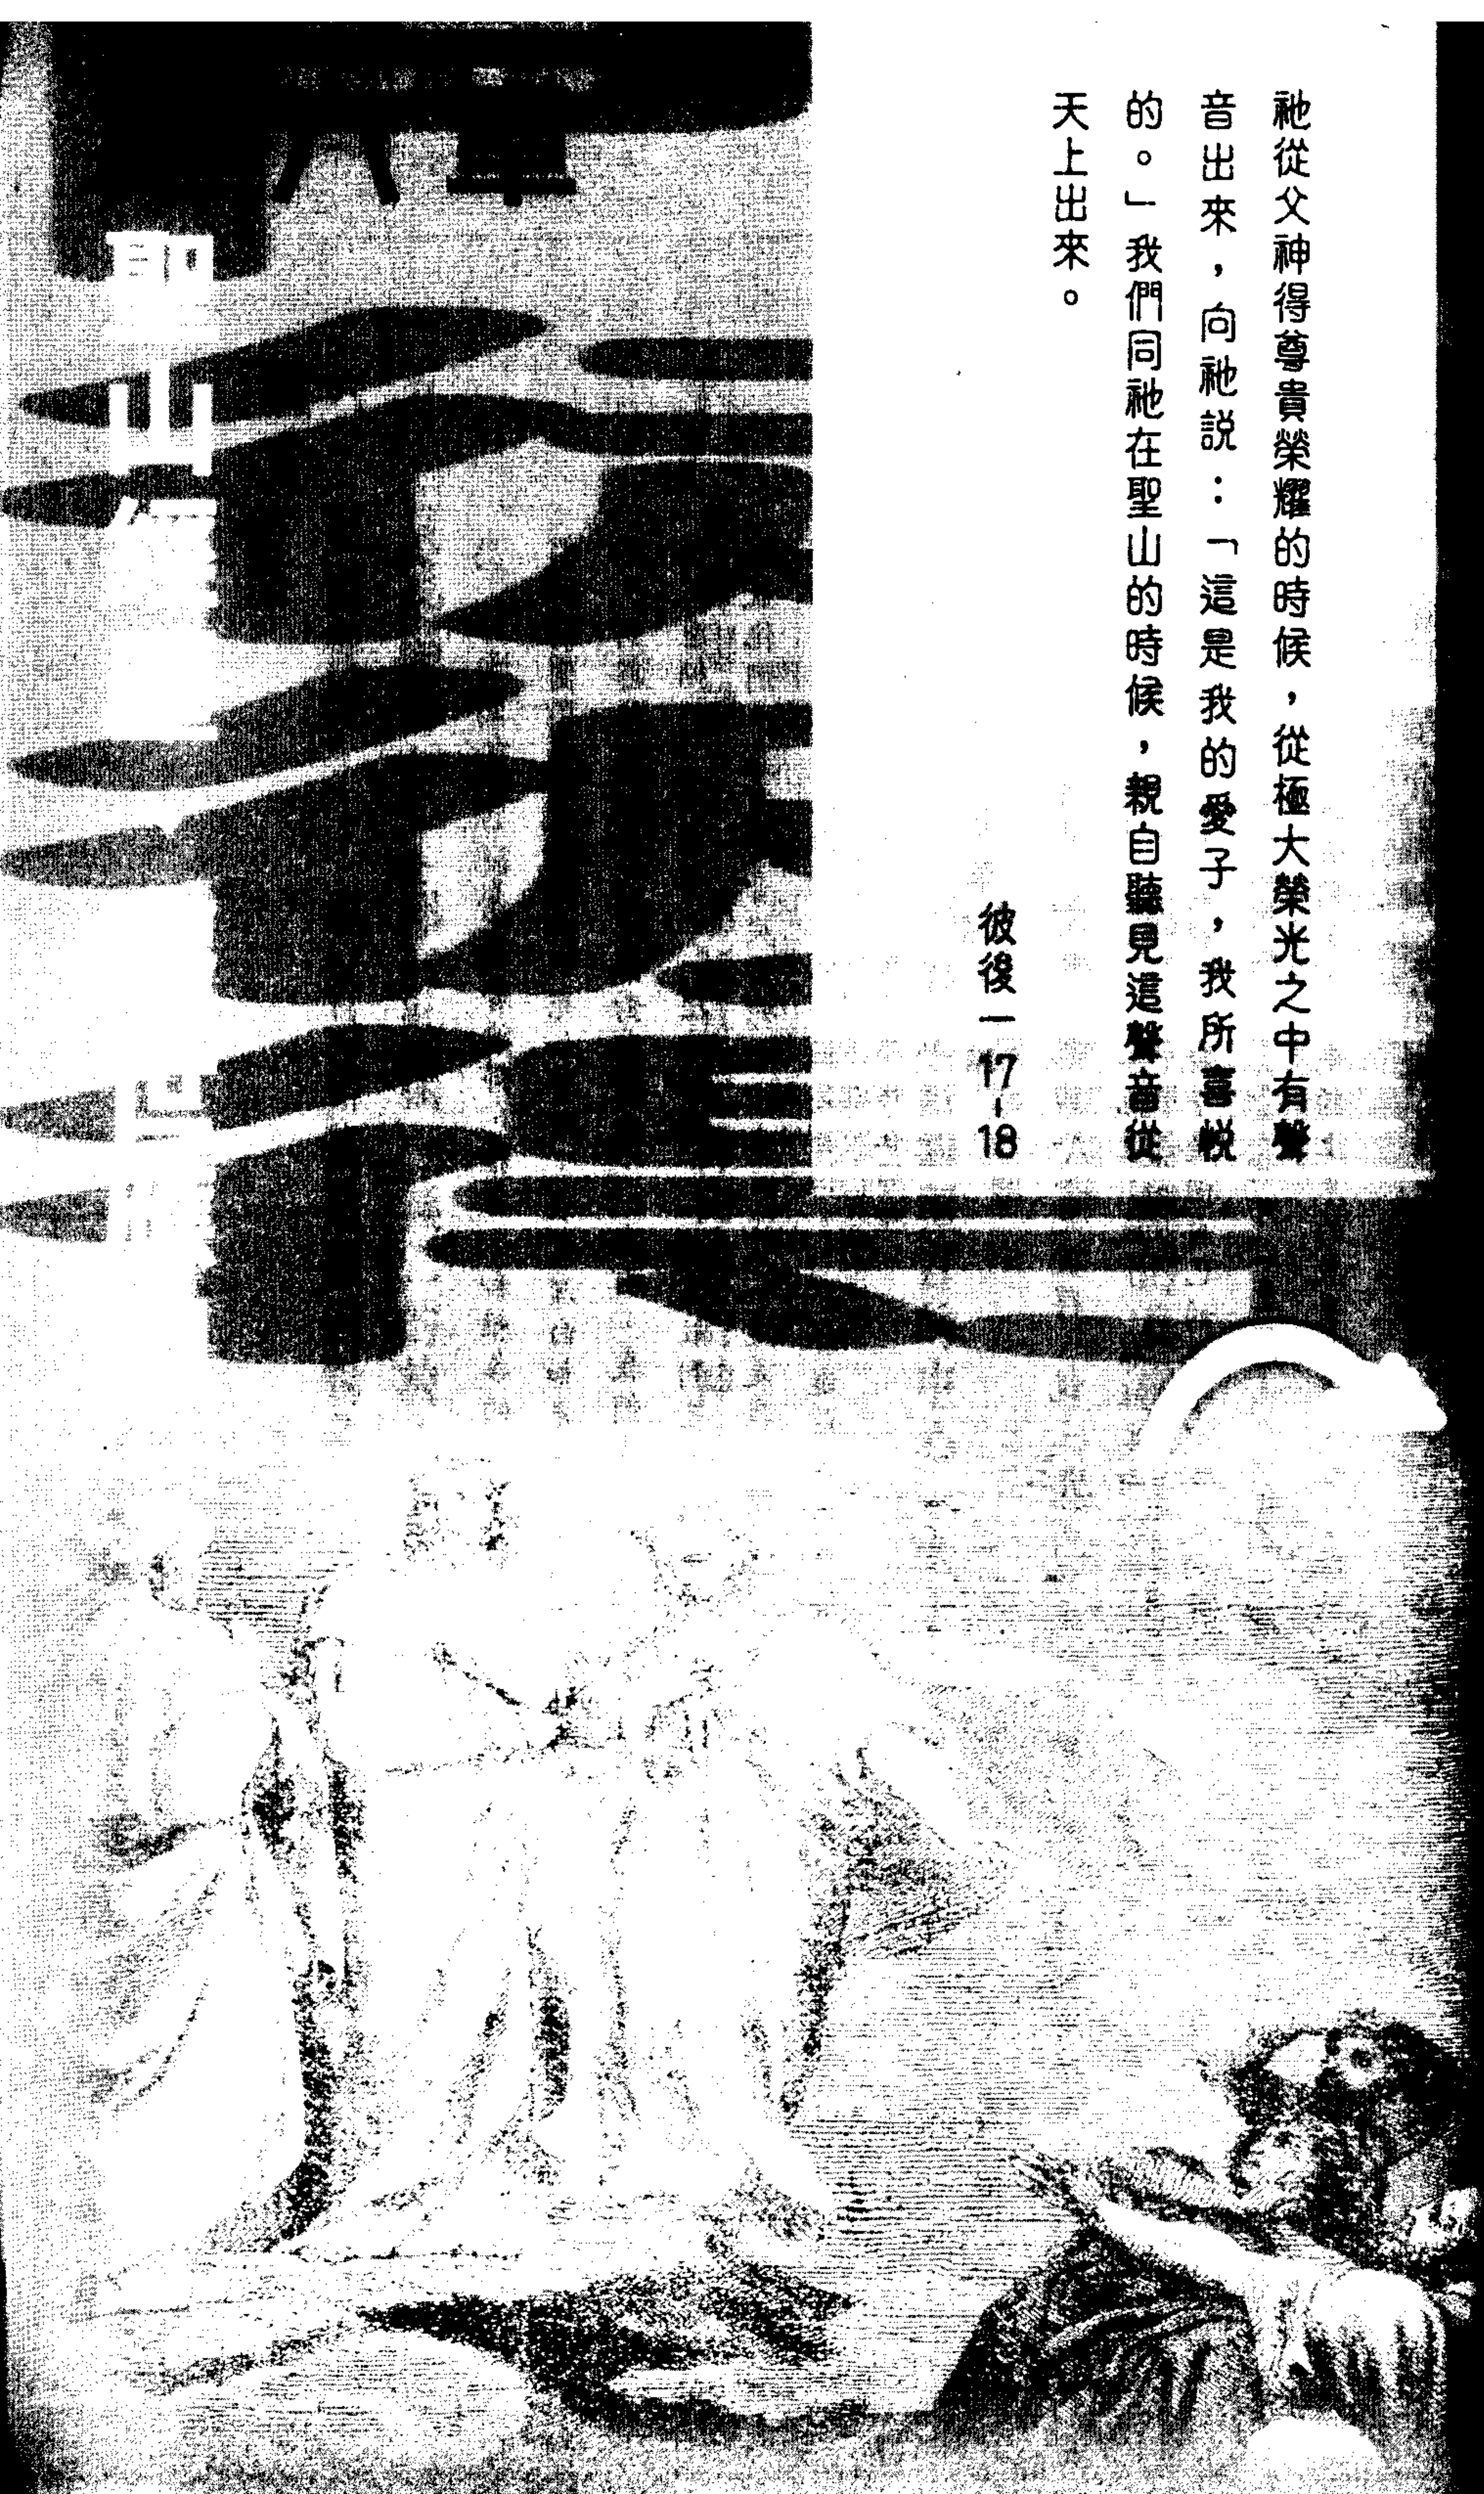 祂從父神得尊貴榮耀的時候，從極大榮光之中有聲
音出來，向祂説：「這是我的愛子，我所喜悦
的。」我們同祂在聖山的時候，親自聽見這聲音從
天上出來。
彼後一17-18